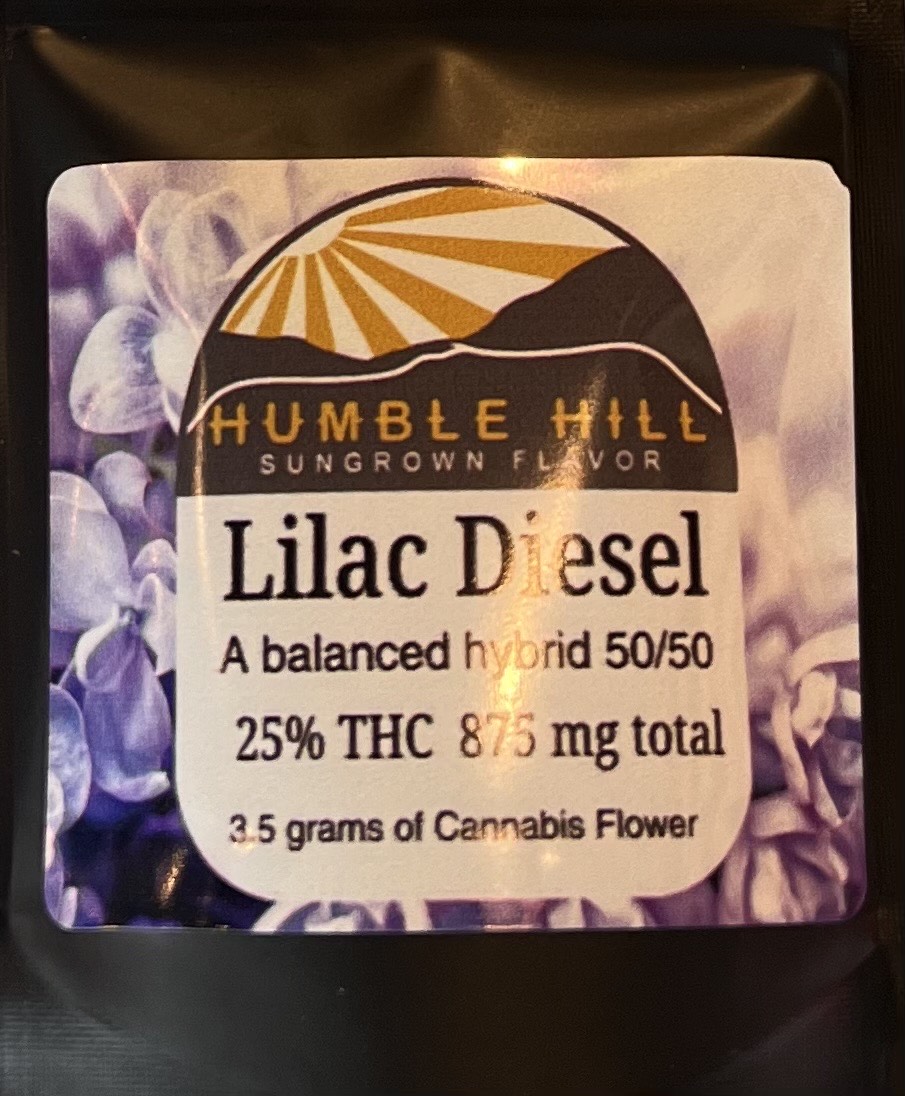 HUMBLE HILL
SUNGROWN FLAVOR
Lilac Diesel
A balanced hybrid 50/50
25% THC 875 mg total
3.5 grams of Cannabis Flower